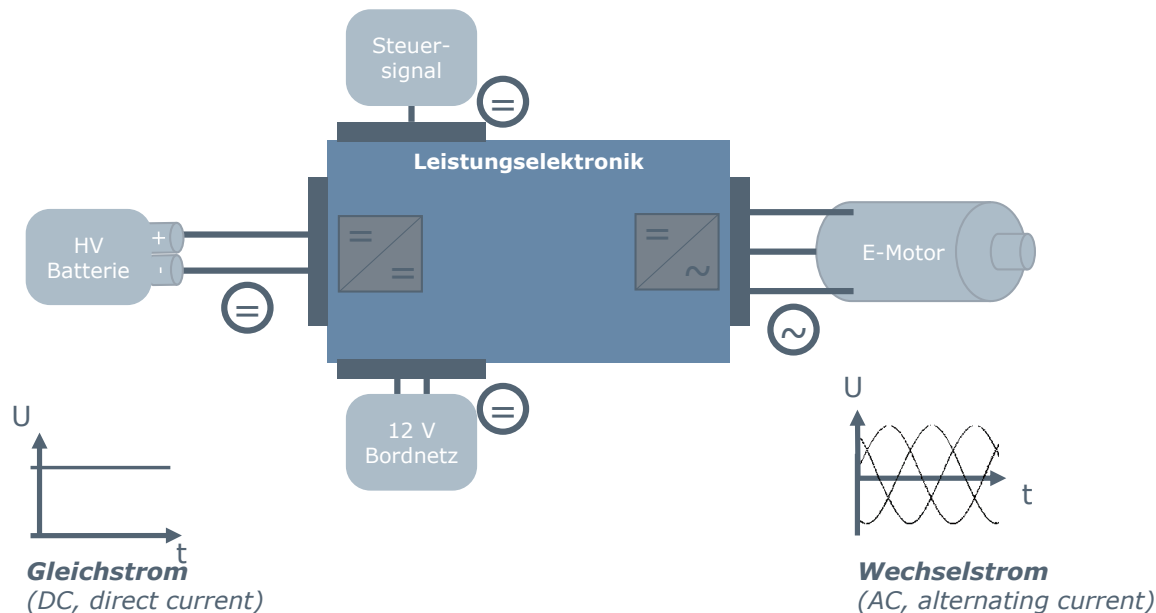 Steuer-
signal
=
Leistungselektronik
HV
Batterie
+
-
=
=
=
~
E-Motor
=
~
=
12 V
Bordnetz
U
t
Gleichstrom
(DC, direct current)
U
t
Wechselstrom
(AC, alternating current)